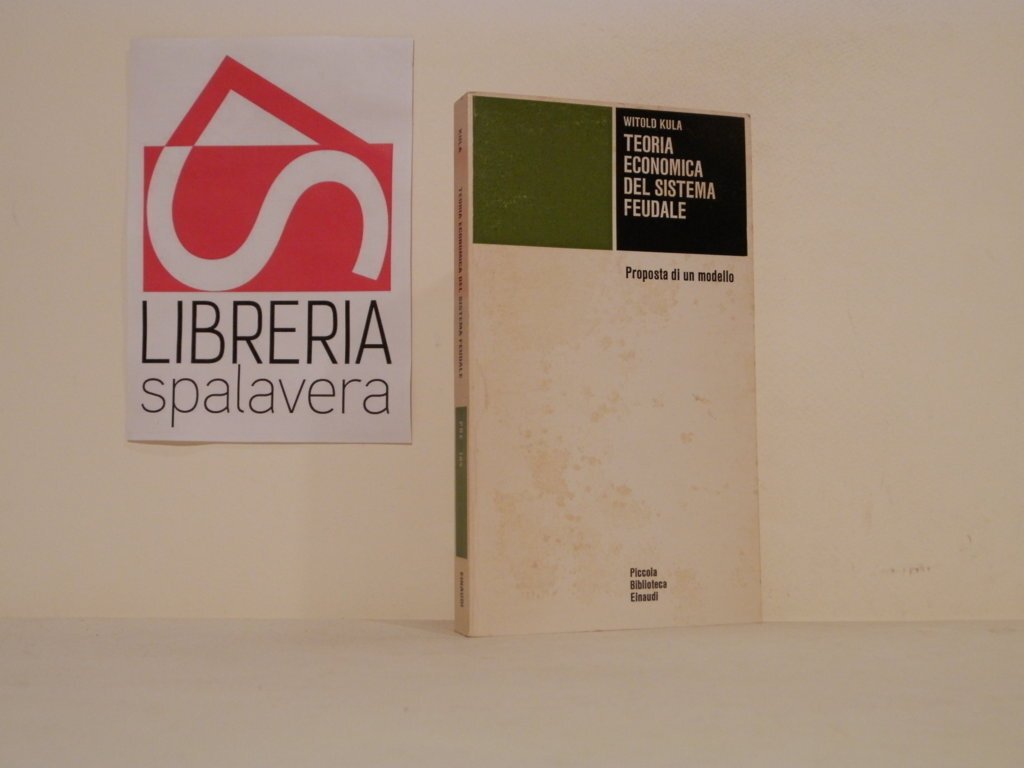 LIBRERIA
spalavera
WITOLD KULA
TEORIA
ECONOMICA
DEL SISTEMA
FEUDALE
Proposta di un modello
Piccola
Biblioteca
Einaudi
KULA
TEORIA ECONOMICA DEL SISTEMA FEUDALE
PBE
EINAUDI